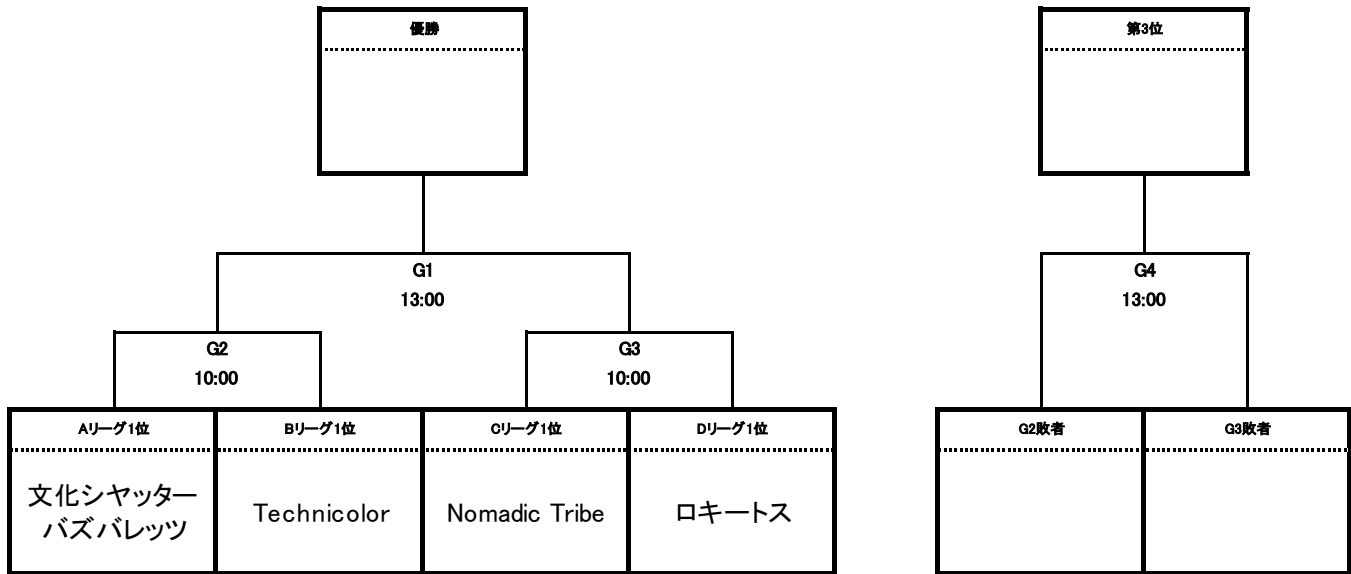 優勝
第3位
G1
13:00
G4
13:00
G2
10:00
G3
10:00
Aリーグ1位
Bリーグ1位
Cリーグ1位
Dリーグ1位
G2敗者
G3敗者
文化シヤッター
バズバレッツ
Technicolor
Nomadic Tribe
ロキートス